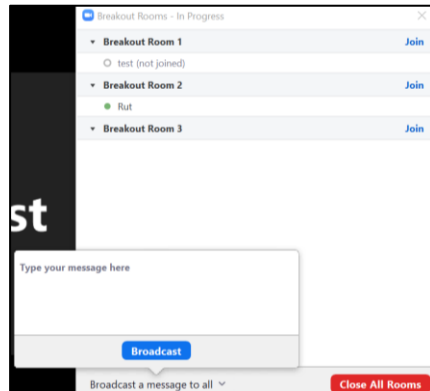 Breakout Rooms - In Progress
Breakout Room 1 Join
test (not joined)
Breakout Room 2 Join
Rut
Breakout Room 3 Join
st
Type your message here
Broadcast
Broadcast a message to all
Close All Rooms